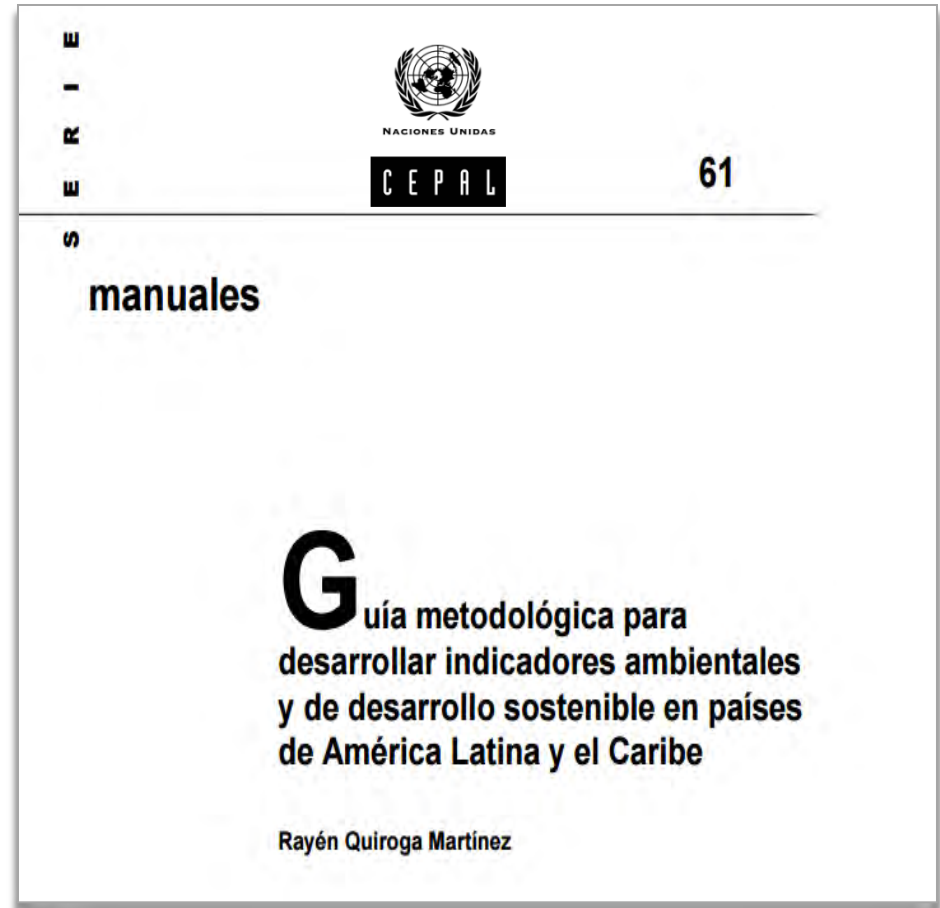 SERIE
NACIONES UNIDAS
CEPAL
61
manuales
Guía metodológica para
desarrollar indicadores ambientales
y de desarrollo sostenible en países
de América Latina y el Caribe
Rayén Quiroga Martínez